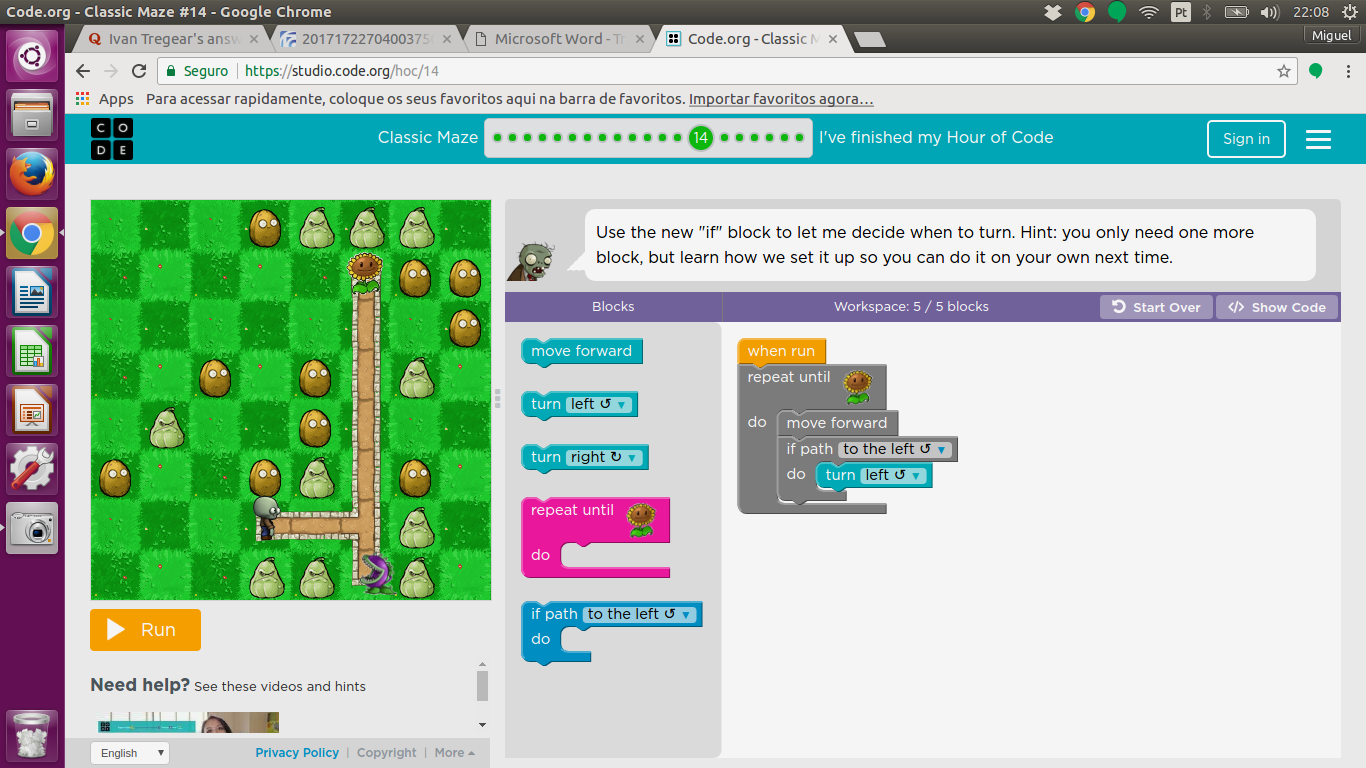 Code.org - Classic Maze #14 - Google Chrome
Pt
22:08
Ivan Tregear's answ
Microsoft Word - Tr
Code.org - Classic M
Miguel
Seguro
https://studio.code.org/hoc/14
Apps
Para acessar rapidamente, coloque os seus favoritos aqui na barra de favoritos. Importar favoritos agora...
C O
D E
Classic Maze
14
I've finished my Hour of Code
Sign in
Use the new "if" block to let me decide when to turn. Hint: you only need one more
block, but learn how we set it up so you can do it on your own next time.
Blocks
Workspace: 5 / 5 blocks
Start Over
</> Show Code
move forward
turn left ↺ ▼
turn right ↻ ▼
repeat until
do
if path to the left ↺ ▼
do
when run
repeat until
do
move forward
if path to the left ↺ ▼
do
turn left ↺ ▼
Run
Need help? See these videos and hints
English
Privacy Policy | Copyright | More